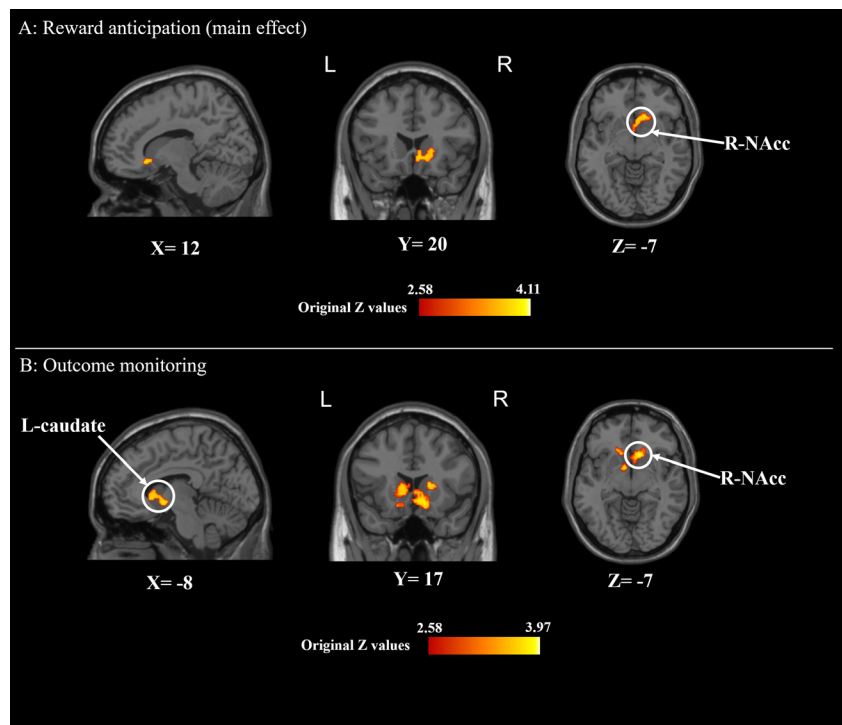 A: Reward anticipation (main effect)
L
R
R-NAcc
X= 12
Y= 20
Z= -7
2.58
4.11
Original Z values
B: Outcome monitoring
L
R
L-caudate
R-NAcc
X= -8
Y= 17
Z= -7
2.58
3.97
Original Z values